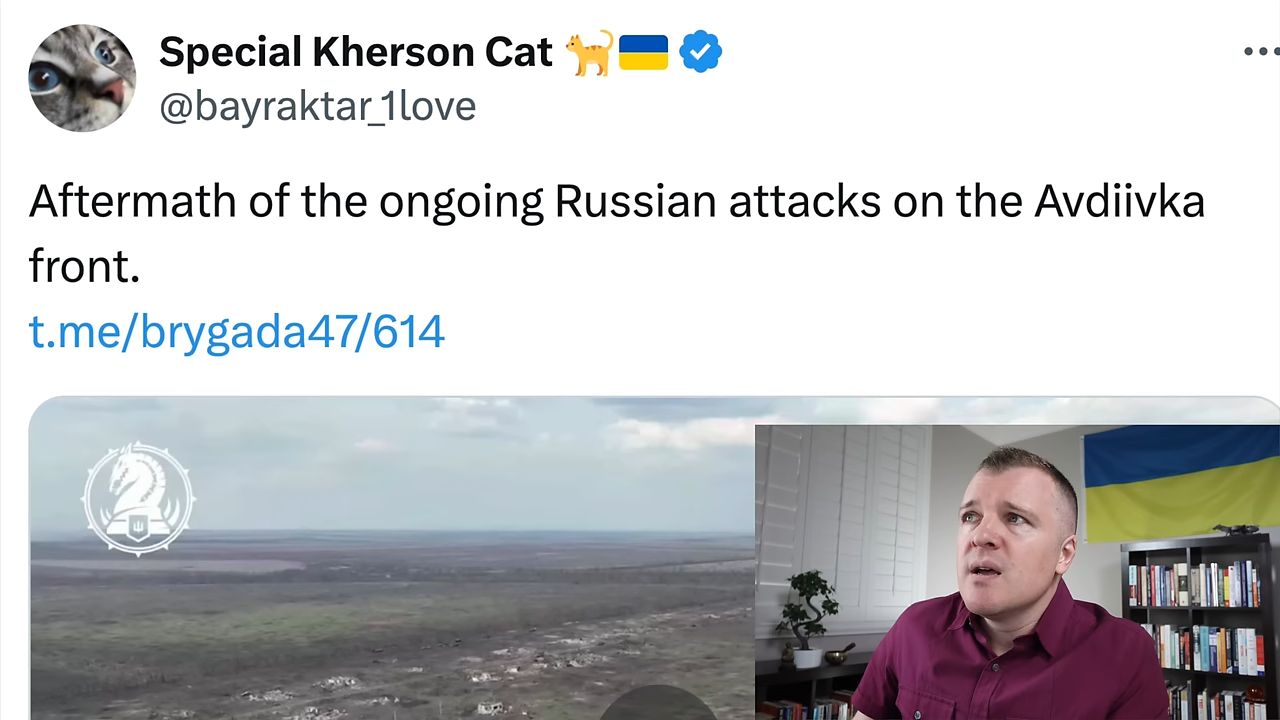 Special Kherson Cat 🐈🇺🇦
@bayraktar_1love
Aftermath of the ongoing Russian attacks on the Avdiivka
front.
t.me/brygada47/614